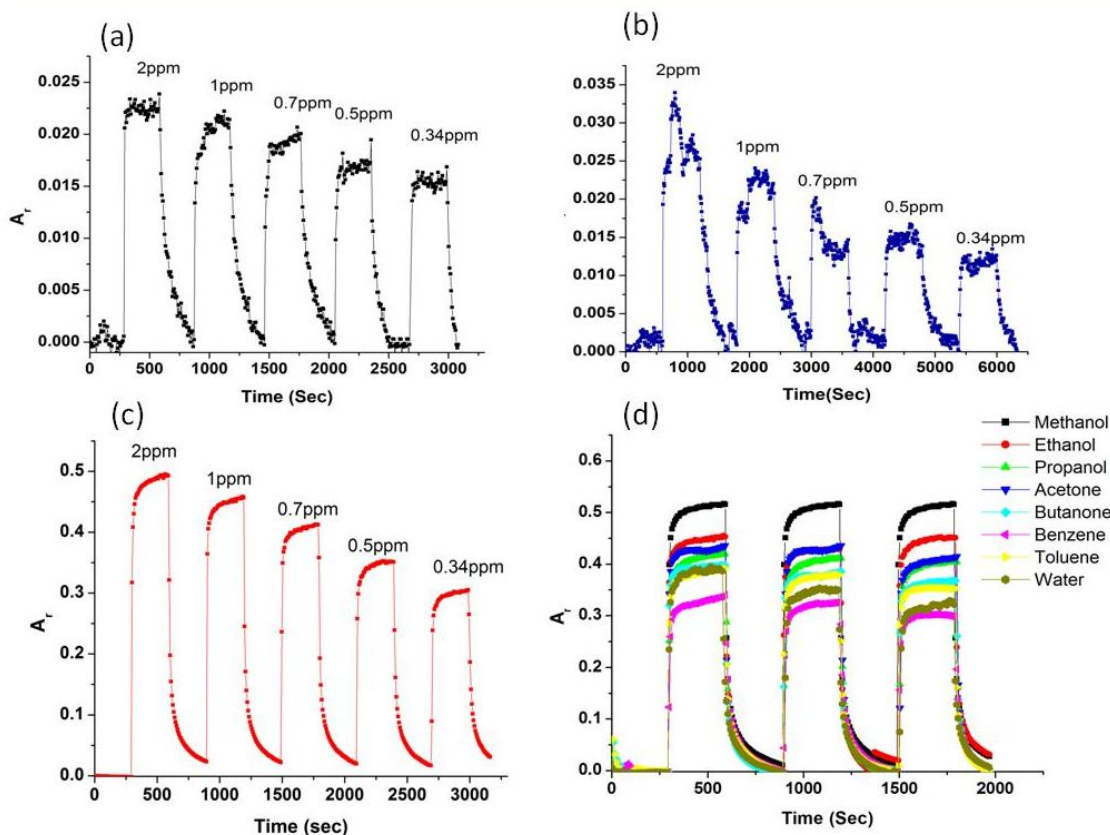 (a)
2ppm
1ppm
0.7ppm
0.5ppm
0.34ppm
0.025
0.020
0.015
0.010
0.005
0.000
A_r
0 500 1000 1500 2000 2500 3000
Time (Sec)
(b)
2ppm
1ppm
0.7ppm
0.5ppm
0.34ppm
0.035
0.030
0.025
0.020
0.015
0.010
0.005
0.000
0 1000 2000 3000 4000 5000 6000
Time(Sec)
(c)
2ppm
1ppm
0.7ppm
0.5ppm
0.34ppm
0.5
0.4
0.3
0.2
0.1
0.0
A_r
0 500 1000 1500 2000 2500 3000
Time (sec)
(d)
Methanol
Ethanol
Propanol
Acetone
Butanone
Benzene
Toluene
Water
0.6
0.5
0.4
0.3
0.2
0.1
0.0
A_r
0 500 1000 1500 2000
Time (Sec)